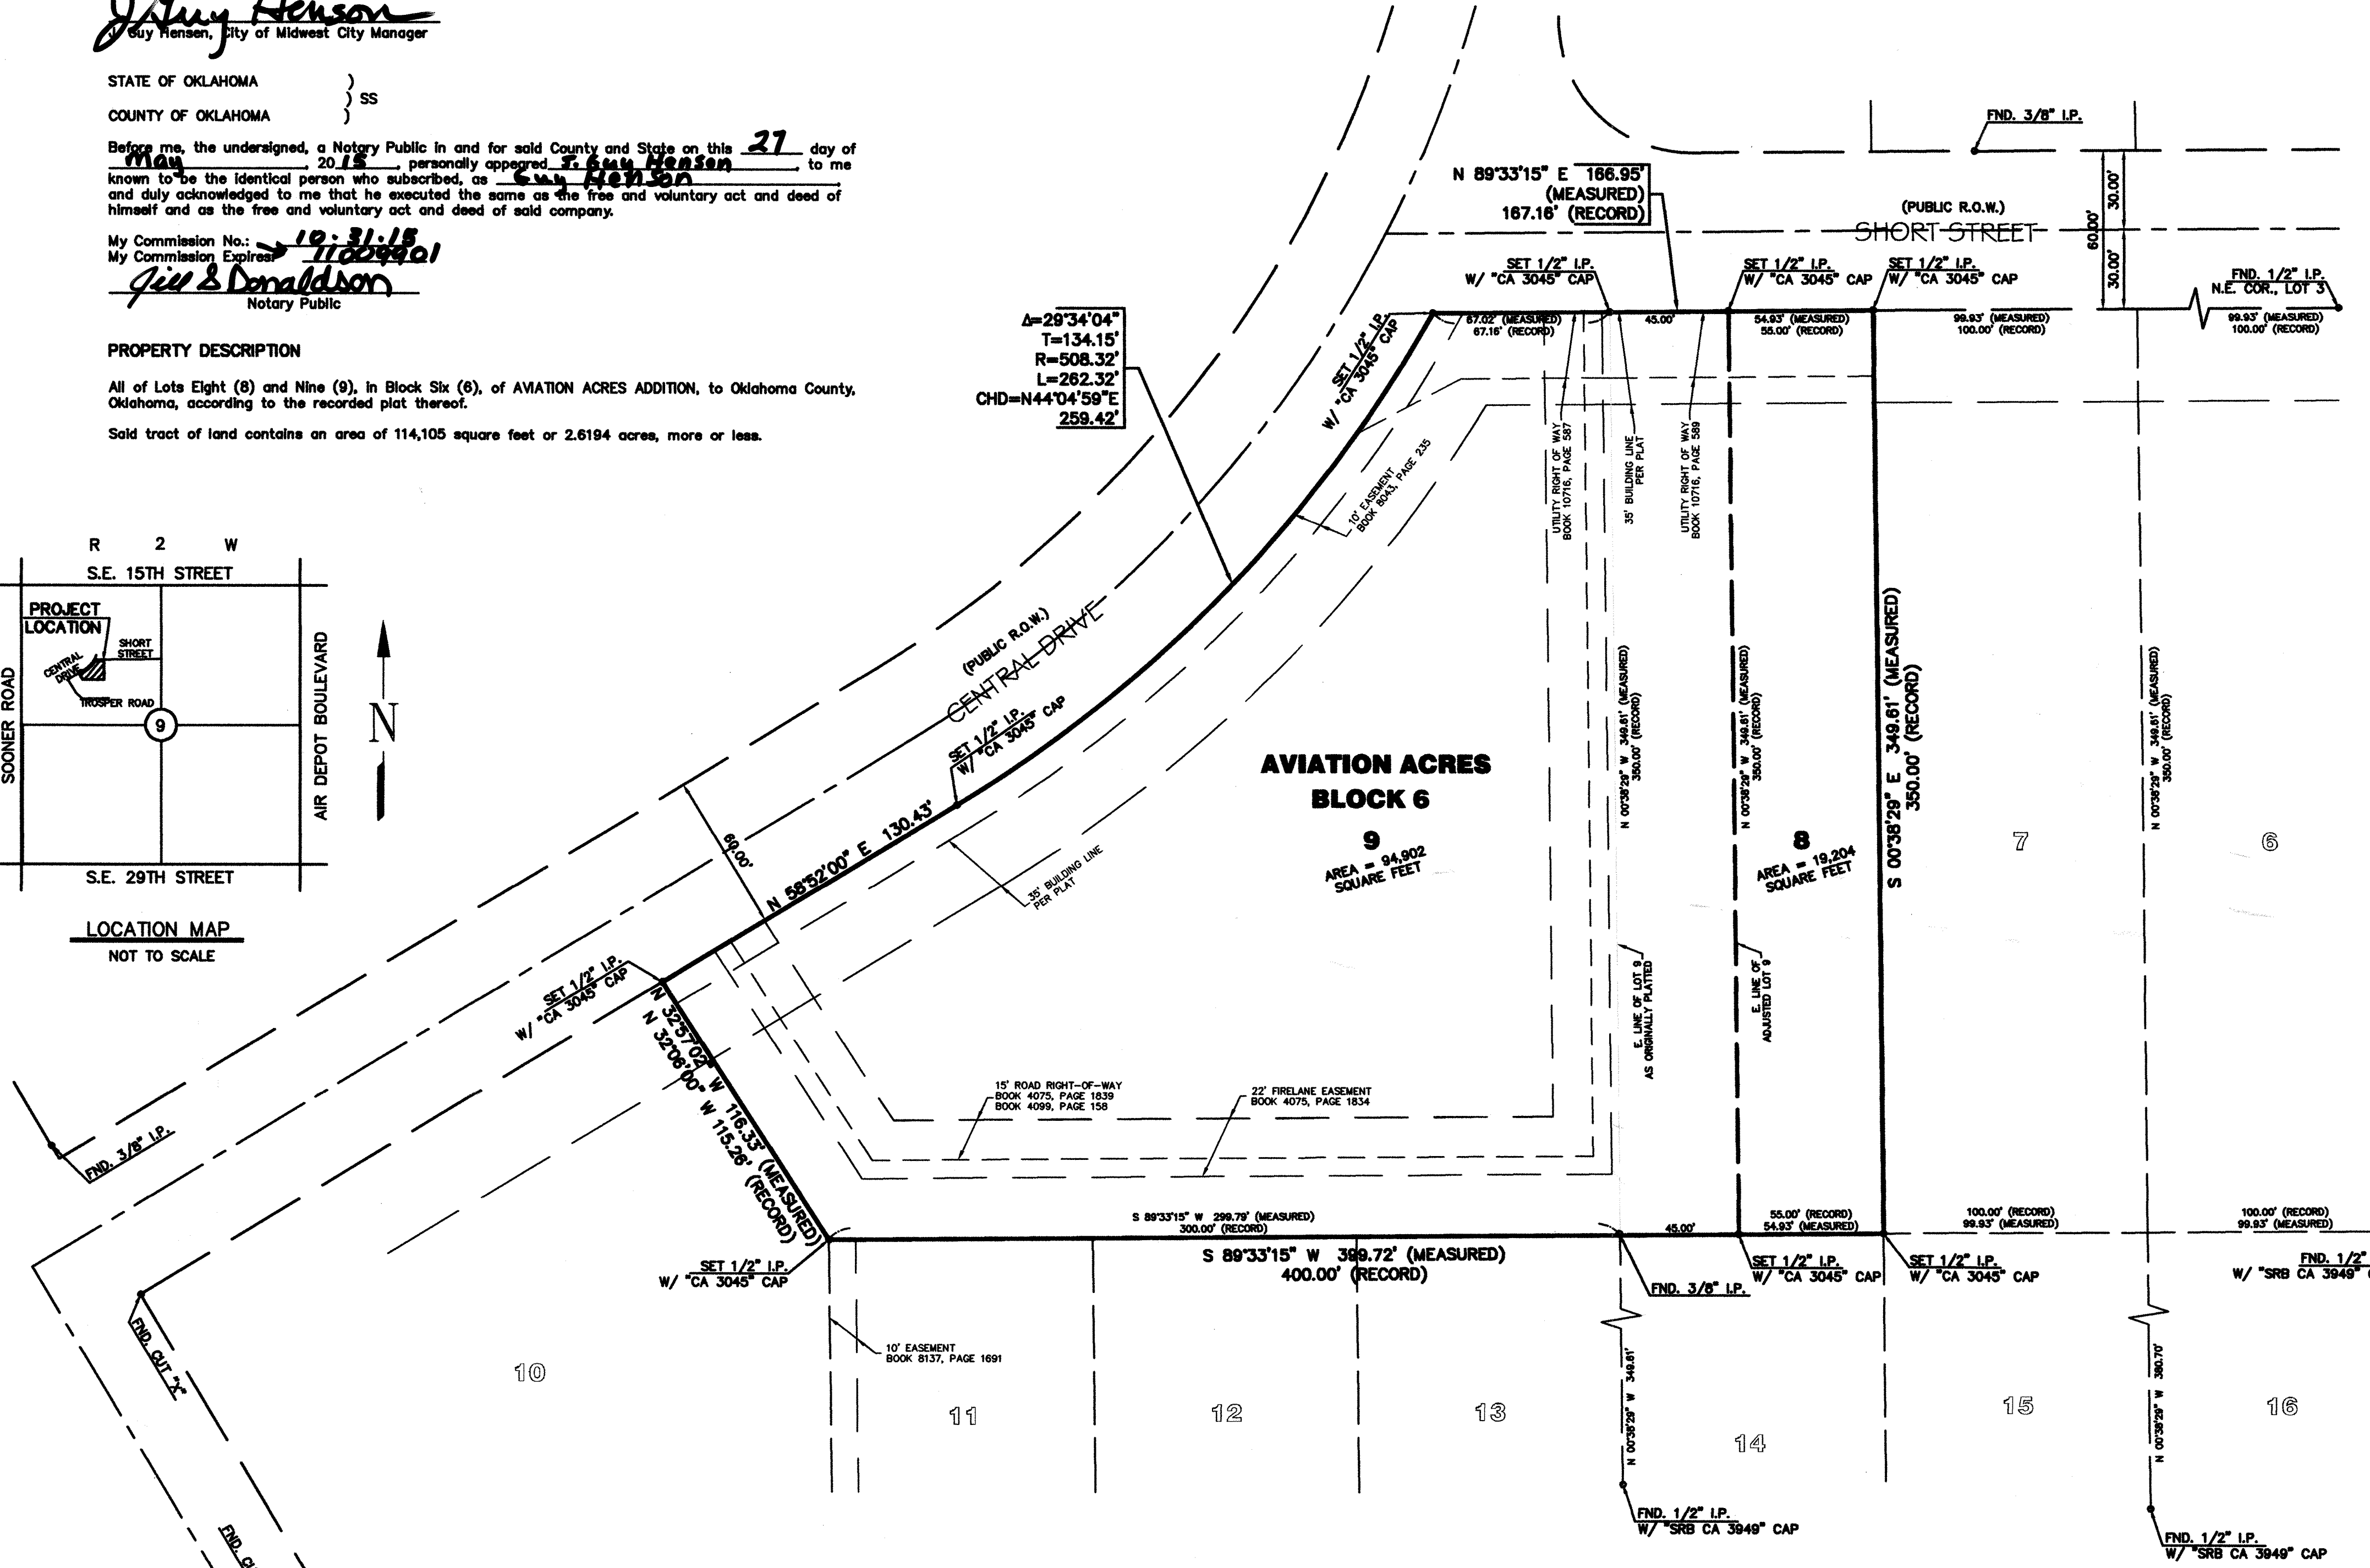 J Guy Henson
J. Guy Hensen, City of Midwest City Manager
STATE OF OKLAHOMA )
) SS
COUNTY OF OKLAHOMA )
Before me, the undersigned, a Notary Public in and for said County and State on this 27 day of
May, 2015, personally appeared J. Guy Henson, to me
known to be the identical person who subscribed, as Guy Henson
and duly acknowledged to me that he executed the same as the free and voluntary act and deed of
himself and as the free and voluntary act and deed of said company.
My Commission No.: 10·31·15
My Commission Expires: 11009901
Jill S Donaldson
Notary Public
PROPERTY DESCRIPTION
All of Lots Eight (8) and Nine (9), in Block Six (6), of AVIATION ACRES ADDITION, to Oklahoma County,
Oklahoma, according to the recorded plat thereof.
Said tract of land contains an area of 114,105 square feet or 2.6194 acres, more or less.
R 2 W
S.E. 15TH STREET
PROJECT
LOCATION
SHORT
STREET
CENTRAL
DRIVE
TROSPER ROAD
9
SOONER ROAD
AIR DEPOT BOULEVARD
S.E. 29TH STREET
N
LOCATION MAP
NOT TO SCALE
Δ=29°34'04"
T=134.15'
R=508.32'
L=262.32'
CHD=N44°04'59"E
259.42'
N 89°33'15" E 166.95'
(MEASURED)
167.16' (RECORD)
FND. 3/8" I.P.
(PUBLIC R.O.W.)
SHORT STREET
30.00'
60.00'
30.00'
SET 1/2" I.P.
W/ "CA 3045" CAP
SET 1/2" I.P.
W/ "CA 3045" CAP
SET 1/2" I.P.
W/ "CA 3045" CAP
FND. 1/2" I.P.
N.E. COR., LOT 3
SET 1/2" I.P.
W/ "CA 3045" CAP
67.02' (MEASURED)
67.16' (RECORD)
45.00'
54.93' (MEASURED)
55.00' (RECORD)
99.93' (MEASURED)
100.00' (RECORD)
99.93' (MEASURED)
100.00' (RECORD)
10' EASEMENT
BOOK 8043, PAGE 235
UTILITY RIGHT OF WAY
BOOK 10716, PAGE 587
35' BUILDING LINE
PER PLAT
UTILITY RIGHT OF WAY
BOOK 10716, PAGE 589
(PUBLIC R.O.W.)
CENTRAL DRIVE
SET 1/2" I.P.
W/ "CA 3045" CAP
60.00'
N 58°52'00" E 130.43'
35' BUILDING LINE
PER PLAT
AVIATION ACRES
BLOCK 6
9
AREA = 94,902
SQUARE FEET
N 00°38'29" W 349.61' (MEASURED)
350.00' (RECORD)
N 00°38'29" W 349.61' (MEASURED)
350.00' (RECORD)
8
AREA = 19,204
SQUARE FEET
S 00°38'29" E 349.61' (MEASURED)
350.00' (RECORD)
7
N 00°38'29" W 349.61' (MEASURED)
350.00' (RECORD)
6
E. LINE OF LOT 9
AS ORIGINALLY PLATTED
E. LINE OF
ADJUSTED LOT 9
SET 1/2" I.P.
W/ "CA 3045" CAP
N 32°57'02" W 116.33' (MEASURED)
N 32°06'00" W 115.26' (RECORD)
15' ROAD RIGHT-OF-WAY
BOOK 4075, PAGE 1839
BOOK 4099, PAGE 158
22' FIRELANE EASEMENT
BOOK 4075, PAGE 1834
FND. 3/8" I.P.
S 89°33'15" W 299.79' (MEASURED)
300.00' (RECORD)
45.00'
55.00' (RECORD)
54.93' (MEASURED)
100.00' (RECORD)
99.93' (MEASURED)
100.00' (RECORD)
99.93' (MEASURED)
S 89°33'15" W 399.72' (MEASURED)
400.00' (RECORD)
SET 1/2" I.P.
W/ "CA 3045" CAP
FND. 3/8" I.P.
SET 1/2" I.P.
W/ "CA 3045" CAP
SET 1/2" I.P.
W/ "CA 3045" CAP
FND. 1/2"
W/ "SRB CA 3949"
FND. CUT "X"
10' EASEMENT
BOOK 8137, PAGE 1691
10
11
12
13
N 00°38'29" W 349.61'
14
15
N 00°38'29" W 380.70'
16
FND. 1/2" I.P.
W/ "SRB CA 3949" CAP
FND. 1/2" I.P.
W/ "SRB CA 3949" CAP
FND.